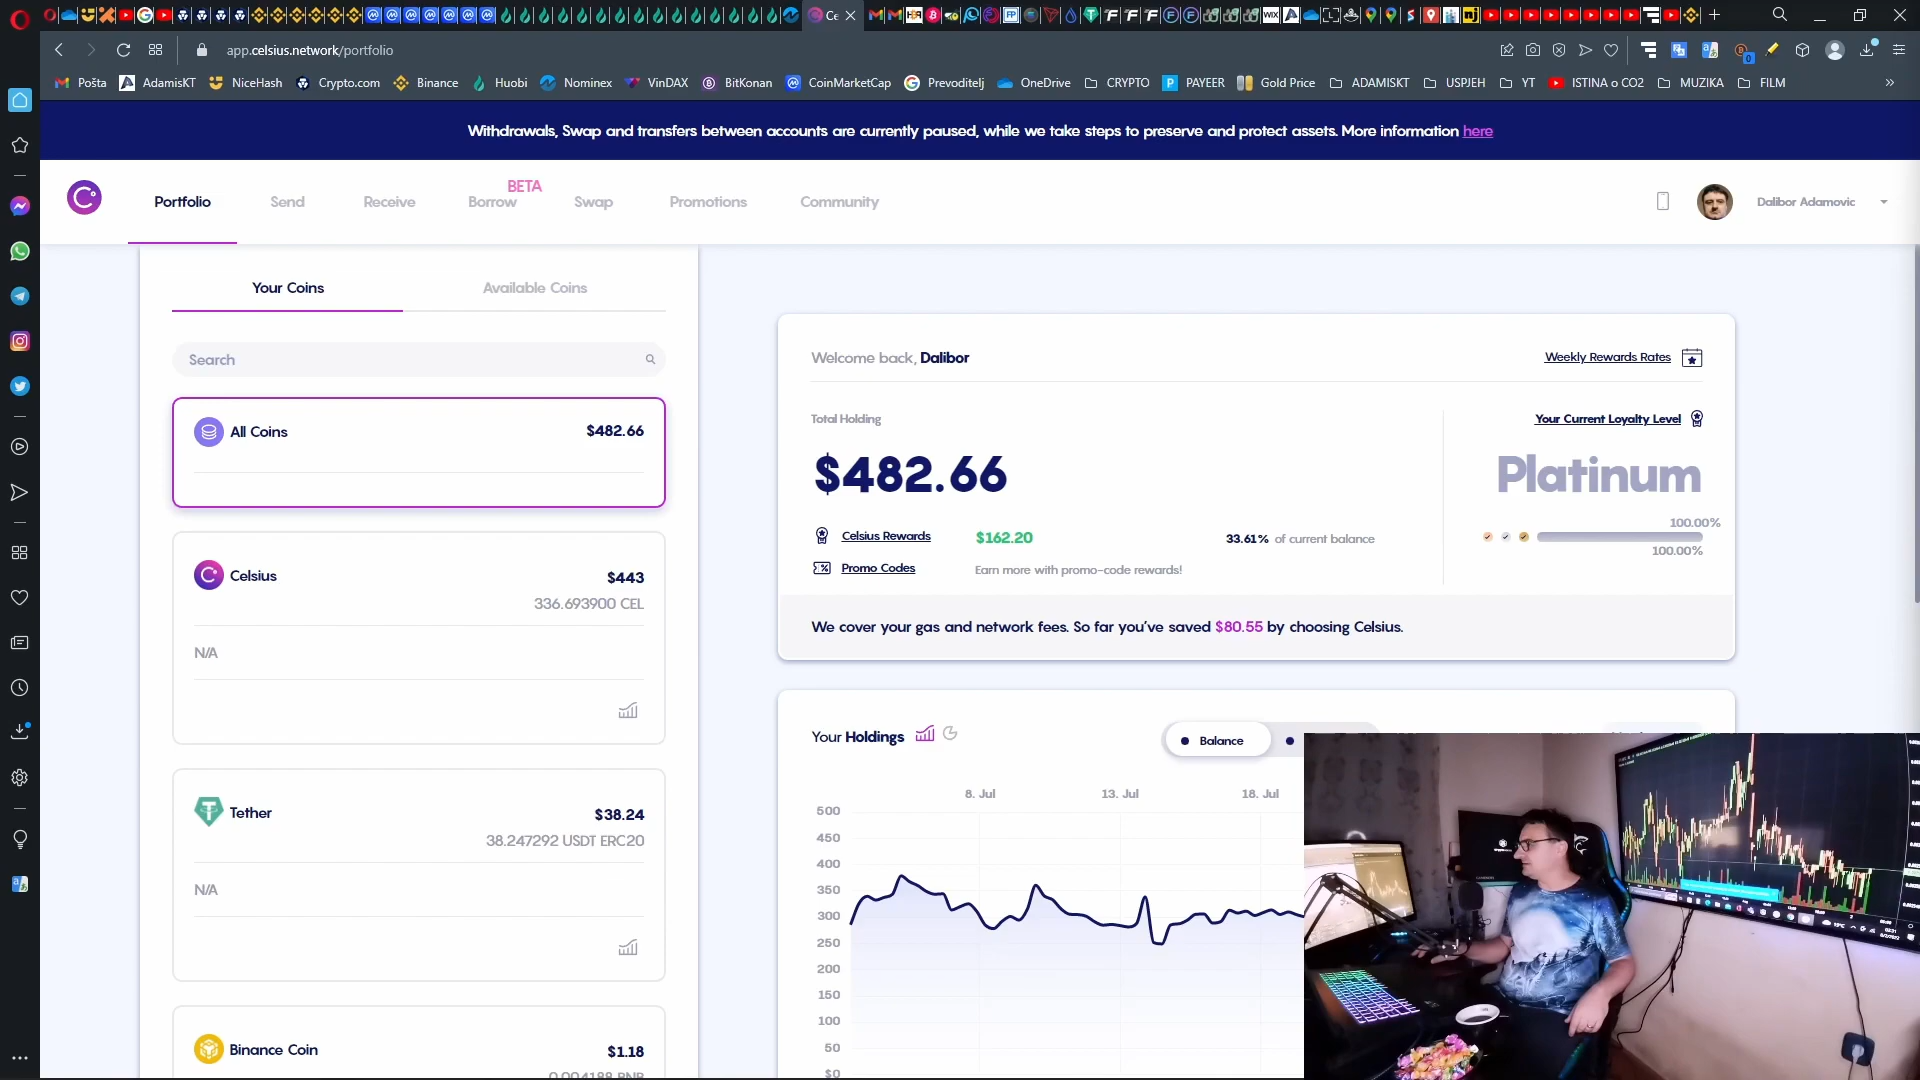 app.celsius.network/portfolio
Pošta
AdamisKT
NiceHash
Crypto.com
Binance
Huobi
Nominex
VinDAX
BitKonan
CoinMarketCap
Prevoditelj
OneDrive
CRYPTO
PAYEER
Gold Price
ADAMISKT
USPJEH
YT
ISTINA o CO2
MUZIKA
FILM
Withdrawals, Swap and transfers between accounts are currently paused, while we take steps to preserve and protect assets. More information here
Portfolio
Send
Receive
BETA
Borrow
Swap
Promotions
Community
Dalibor Adamovic
Your Coins
Available Coins
Search
All Coins
$482.66
Celsius
$443
336.693900 CEL
N/A
Tether
$38.24
38.247292 USDT ERC20
N/A
Binance Coin
$1.18
0.004188 BNB
Welcome back, Dalibor
Weekly Rewards Rates
Total Holding
$482.66
Your Current Loyalty Level
Platinum
100.00%
100.00%
Celsius Rewards
$162.20
33.61% of current balance
Promo Codes
Earn more with promo-code rewards!
We cover your gas and network fees. So far you've saved $80.55 by choosing Celsius.
Your Holdings
Balance
8. Jul
13. Jul
18. Jul
500
450
400
350
300
250
200
150
100
50
$0